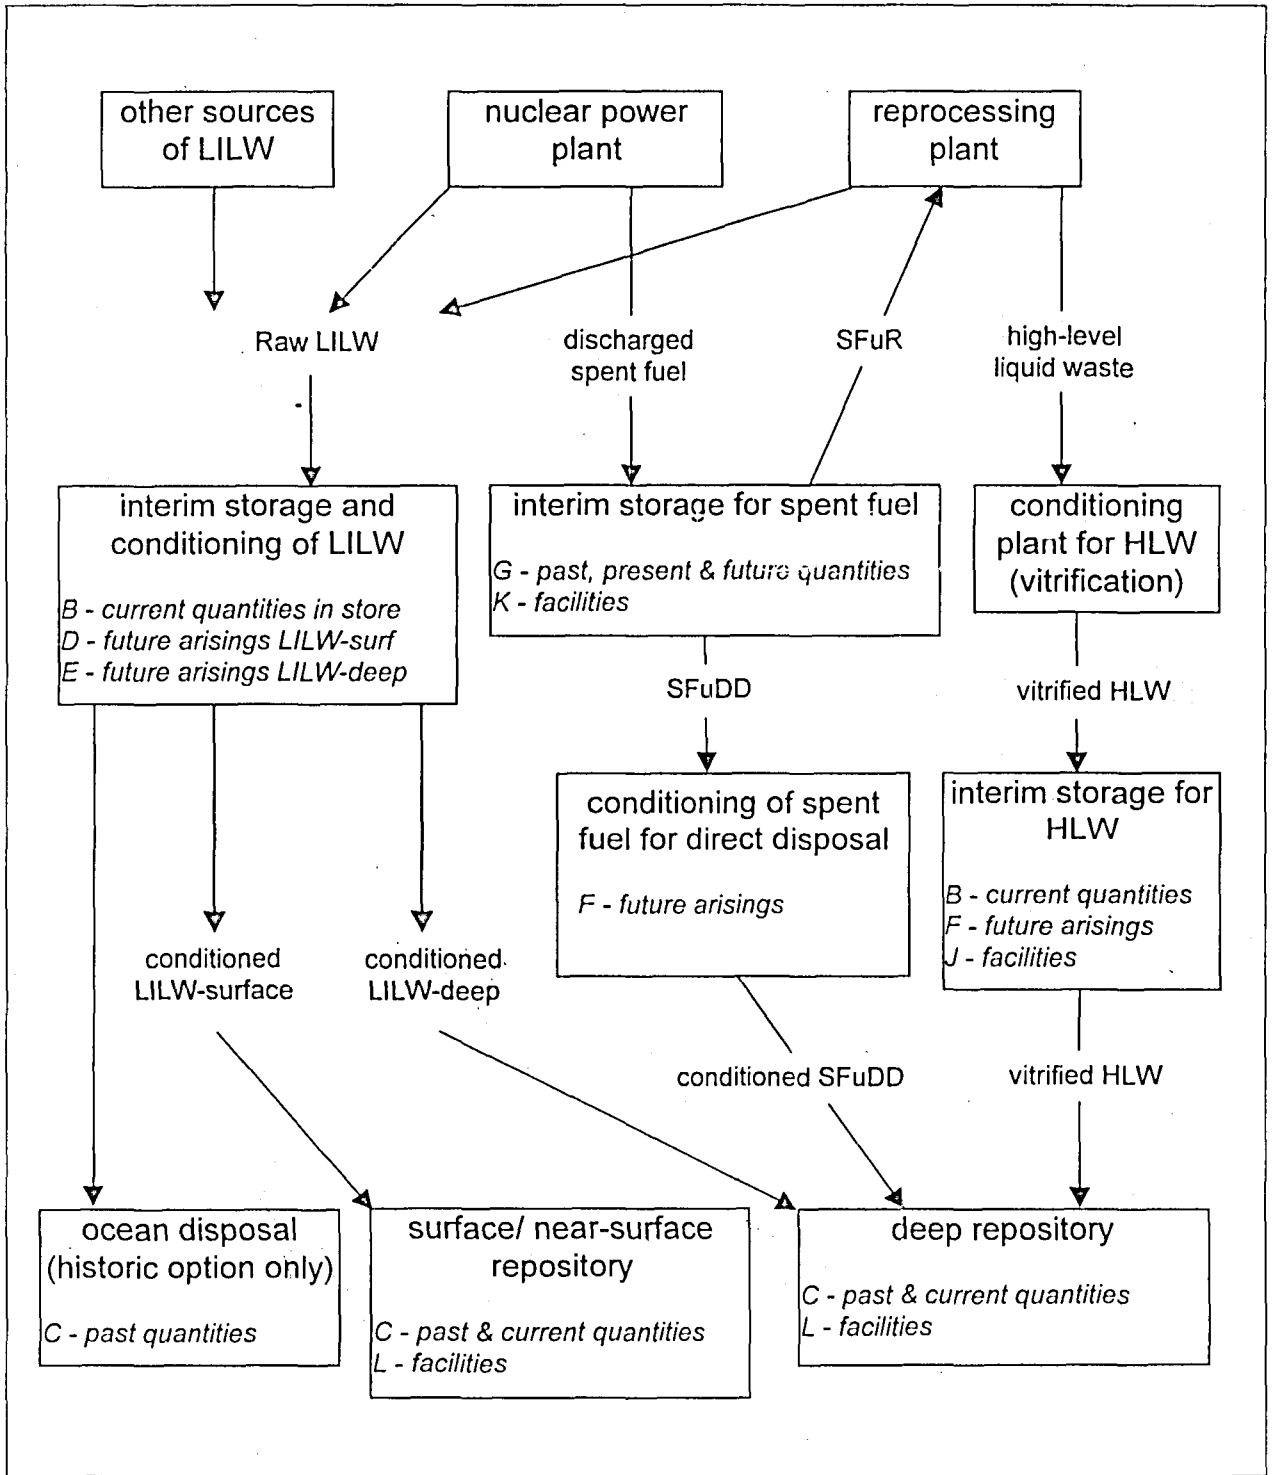 other sources
of LILW
nuclear power
plant
reprocessing
plant
Raw LILW
discharged
spent fuel
SFuR
high-level
liquid waste
interim storage and
conditioning of LILW
B - current quantities in store
D - future arisings LILW-surf
E - future arisings LILW-deep
interim storage for spent fuel
G - past, present & future quantities
K - facilities
conditioning
plant for HLW
(vitrification)
SFuDD
vitrified HLW
conditioning of spent
fuel for direct disposal
F - future arisings
interim storage for
HLW
B - current quantities
F - future arisings
J - facilities
conditioned
LILW-surface
conditioned
LILW-deep
conditioned SFuDD
vitrified HLW
ocean disposal
(historic option only)
C - past quantities
surface/ near-surface
repository
C - past & current quantities
L - facilities
deep repository
C - past & current quantities
L - facilities